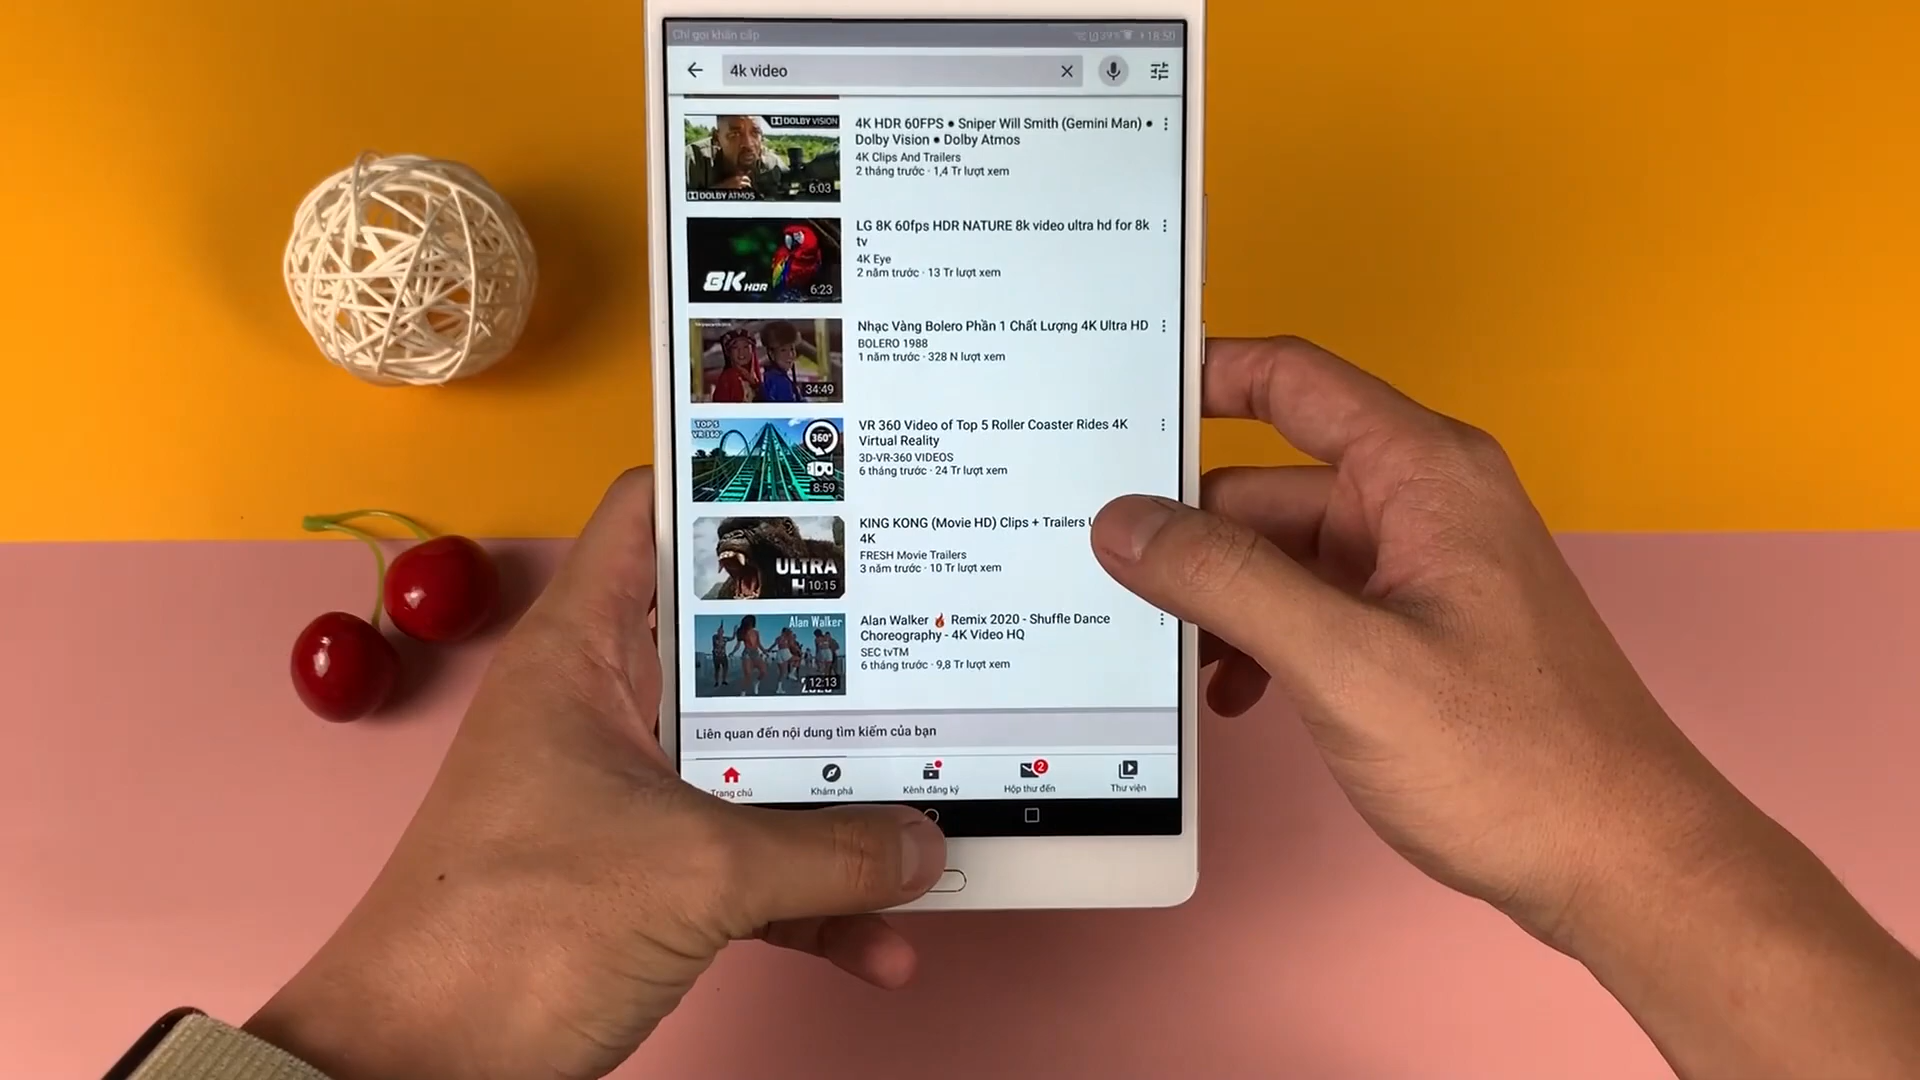 Chỉ gọi khẩn cấp
39% 18:50
4k video
DOLBY VISION
DOLBY ATMOS
6:03
4K HDR 60FPS ● Sniper Will Smith (Gemini Man) ●
Dolby Vision ● Dolby Atmos
4K Clips And Trailers
2 tháng trước · 1,4 Tr lượt xem
8K HDR
6:23
LG 8K 60fps HDR NATURE 8k video ultra hd for 8k
tv
4K Eye
2 năm trước · 13 Tr lượt xem
34:49
Nhạc Vàng Bolero Phần 1 Chất Lượng 4K Ultra HD
BOLERO 1988
1 năm trước · 328 N lượt xem
TOP 5
VR 360°
360°
3D
8:59
VR 360 Video of Top 5 Roller Coaster Rides 4K
Virtual Reality
3D-VR-360 VIDEOS
6 tháng trước · 24 Tr lượt xem
ULTRA
10:15
KING KONG (Movie HD) Clips + Trailers
4K
FRESH Movie Trailers
3 năm trước · 10 Tr lượt xem
Alan Walker
12:13
Alan Walker 🔥 Remix 2020 - Shuffle Dance
Choreography - 4K Video HQ
SEC tvTM
6 tháng trước · 9,8 Tr lượt xem
Liên quan đến nội dung tìm kiếm của bạn
2
Trang chủ
Khám phá
Kênh đăng ký
Hộp thư đến
Thư viện